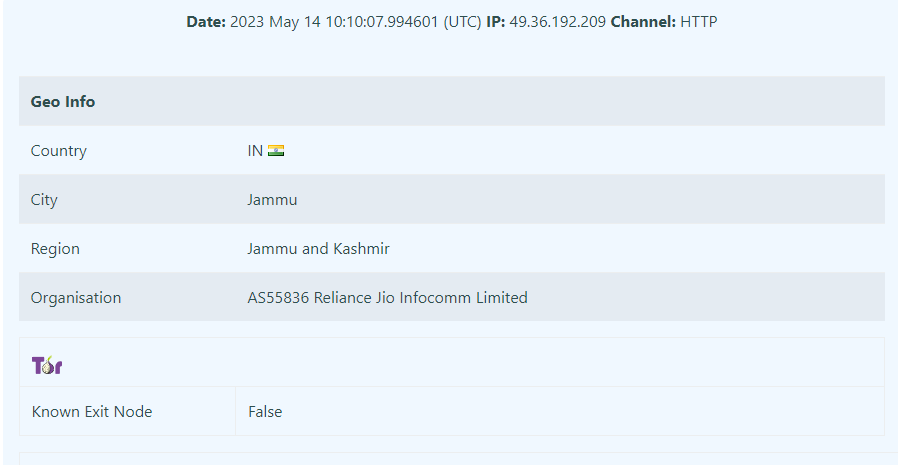 Date: 2023 May 14 10:10:07.994601 (UTC) IP: 49.36.192.209 Channel: HTTP
Geo Info
Country IN
City Jammu
Region Jammu and Kashmir
Organisation AS55836 Reliance Jio Infocomm Limited
Tor
Known Exit Node False